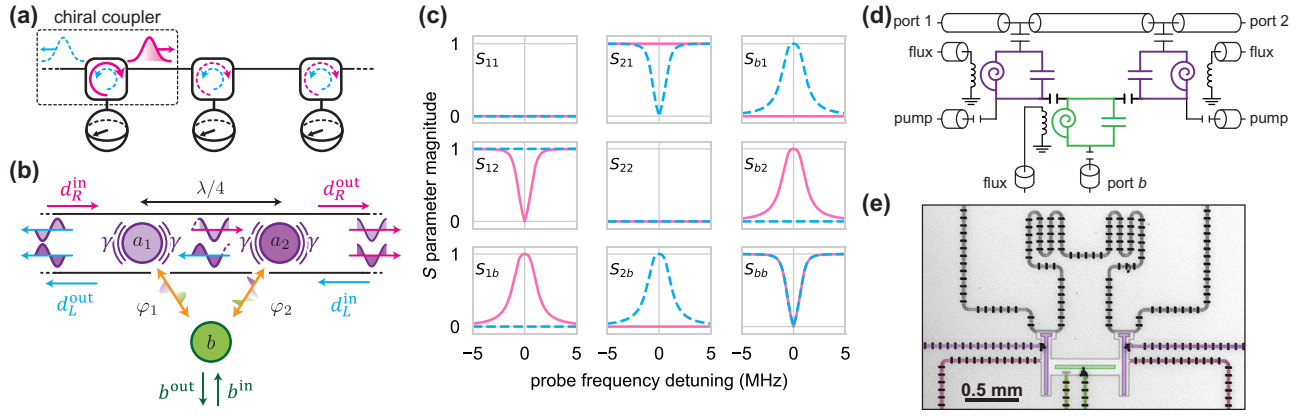 (a)
chiral coupler
(b)
λ/4
d_R^in
d_R^out
γ
a_1
γ
γ
a_2
γ
d_L^out
φ_1
φ_2
d_L^in
b
b^out
b^in
(c)
S parameter magnitude
1
0
S_11
S_21
S_b1
1
0
S_12
S_22
S_b2
1
0
S_1b
S_2b
S_bb
−5 0 5
−5 0 5
−5 0 5
probe frequency detuning (MHz)
(d)
port 1
port 2
flux
flux
pump
pump
flux
port b
(e)
0.5 mm